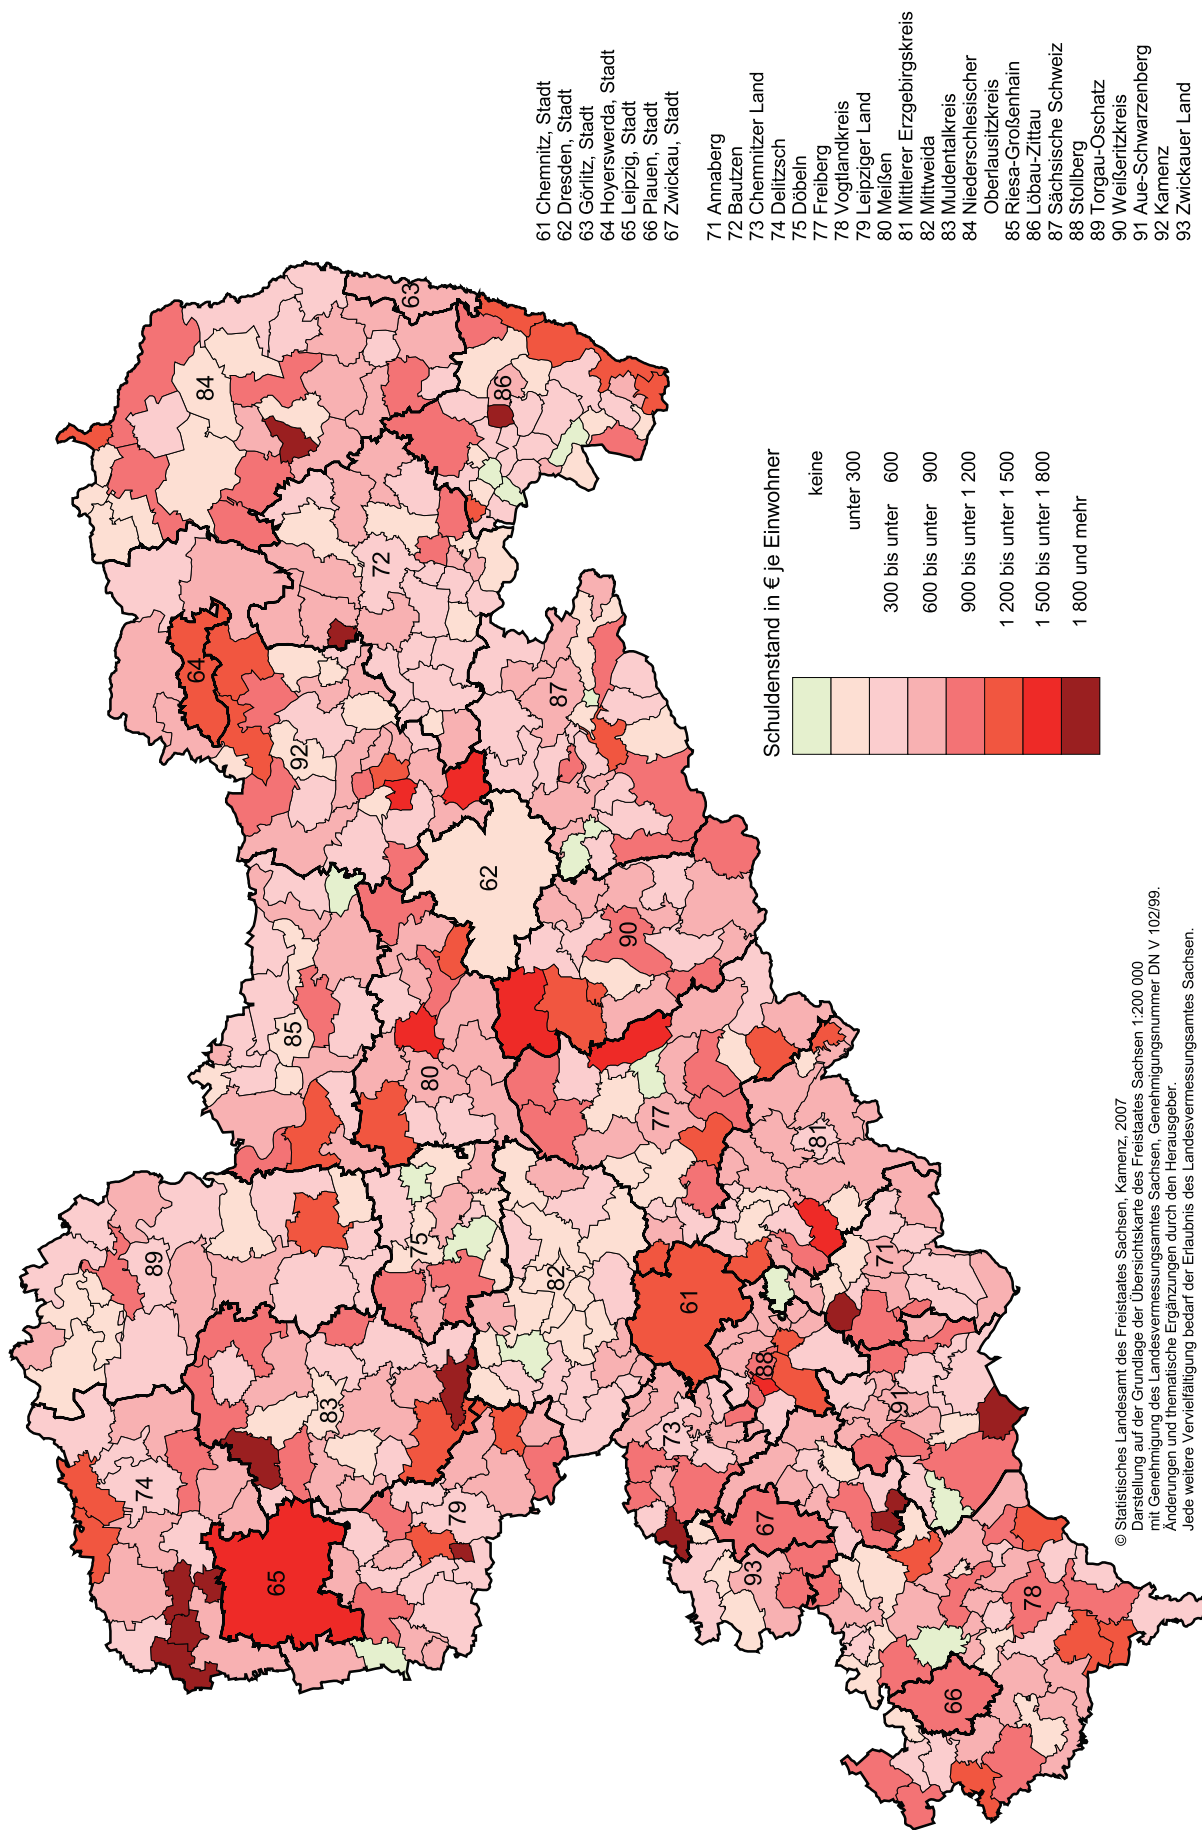 84
63
86
64
72
92
87
62
85
80
90
77
81
89
75
82
61
71
83
88
91
74
65
79
73
67
93
78
66
61 Chemnitz, Stadt
62 Dresden, Stadt
63 Görlitz, Stadt
64 Hoyerswerda, Stadt
65 Leipzig, Stadt
66 Plauen, Stadt
67 Zwickau, Stadt
71 Annaberg
72 Bautzen
73 Chemnitzer Land
74 Delitzsch
75 Döbeln
77 Freiberg
78 Vogtlandkreis
79 Leipziger Land
80 Meißen
81 Mittlerer Erzgebirgskreis
82 Mittweida
83 Muldentalkreis
84 Niederschlesischer
Oberlausitzkreis
85 Riesa-Großenhain
86 Löbau-Zittau
87 Sächsische Schweiz
88 Stollberg
89 Torgau-Oschatz
90 Weißeritzkreis
91 Aue-Schwarzenberg
92 Kamenz
93 Zwickauer Land
Schuldenstand in € je Einwohner
keine
unter 300
300 bis unter 600
600 bis unter 900
900 bis unter 1 200
1 200 bis unter 1 500
1 500 bis unter 1 800
1 800 und mehr
© Statistisches Landesamt des Freistaates Sachsen, Kamenz, 2007
Darstellung auf der Grundlage der Übersichtskarte des Freistaates Sachsen 1:200 000
mit Genehmigung des Landesvermessungsamtes Sachsen, Genehmigungsnummer DN V 102/99.
Änderungen und thematische Ergänzungen durch den Herausgeber.
Jede weitere Vervielfältigung bedarf der Erlaubnis des Landesvermessungsamtes Sachsen.